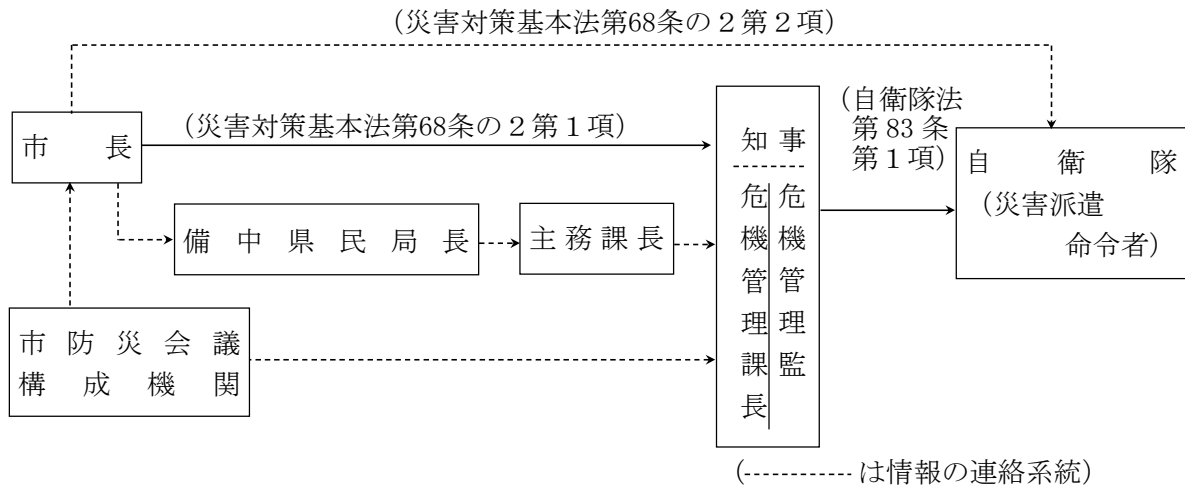 (災害対策基本法第68条の２第２項)
(災害対策基本法第68条の２第１項)
(自衛隊法
第 83 条
第１項)
市長
知事
自衛隊
(災害派遣
命令者)
備中県民局長
主務課長
危機管理監
危機管理課長
市防災会議
構成機関
(----------- は情報の連絡系統)